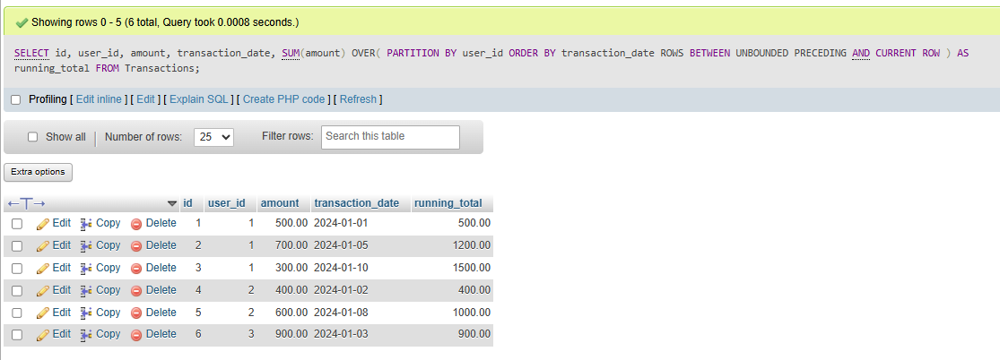 Showing rows 0 - 5 (6 total, Query took 0.0008 seconds.)
SELECT id, user_id, amount, transaction_date, SUM(amount) OVER( PARTITION BY user_id ORDER BY transaction_date ROWS BETWEEN UNBOUNDED PRECEDING AND CURRENT ROW ) AS
running_total FROM Transactions;
Profiling [ Edit inline ] [ Edit ] [ Explain SQL ] [ Create PHP code ] [ Refresh ]
Show all | Number of rows: 25 Filter rows: Search this table
Extra options
←T→ id user_id amount transaction_date running_total
Edit Copy Delete 1 1 500.00 2024-01-01 500.00
Edit Copy Delete 2 1 700.00 2024-01-05 1200.00
Edit Copy Delete 3 1 300.00 2024-01-10 1500.00
Edit Copy Delete 4 2 400.00 2024-01-02 400.00
Edit Copy Delete 5 2 600.00 2024-01-08 1000.00
Edit Copy Delete 6 3 900.00 2024-01-03 900.00